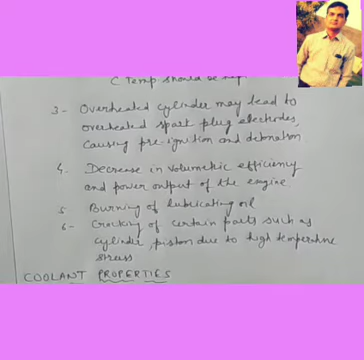 C Temp should be
3- Overheated cylinder may lead to
overheated spark plug electrodes,
causing pre-ignition and detonation
4. Decrease in volumetric efficiency
and power output of the engine
5 Burning of lubricating oil
6- Cracking of certain parts such as
cylinder, piston due to high temperature
stress
COOLANT PROPERTIES